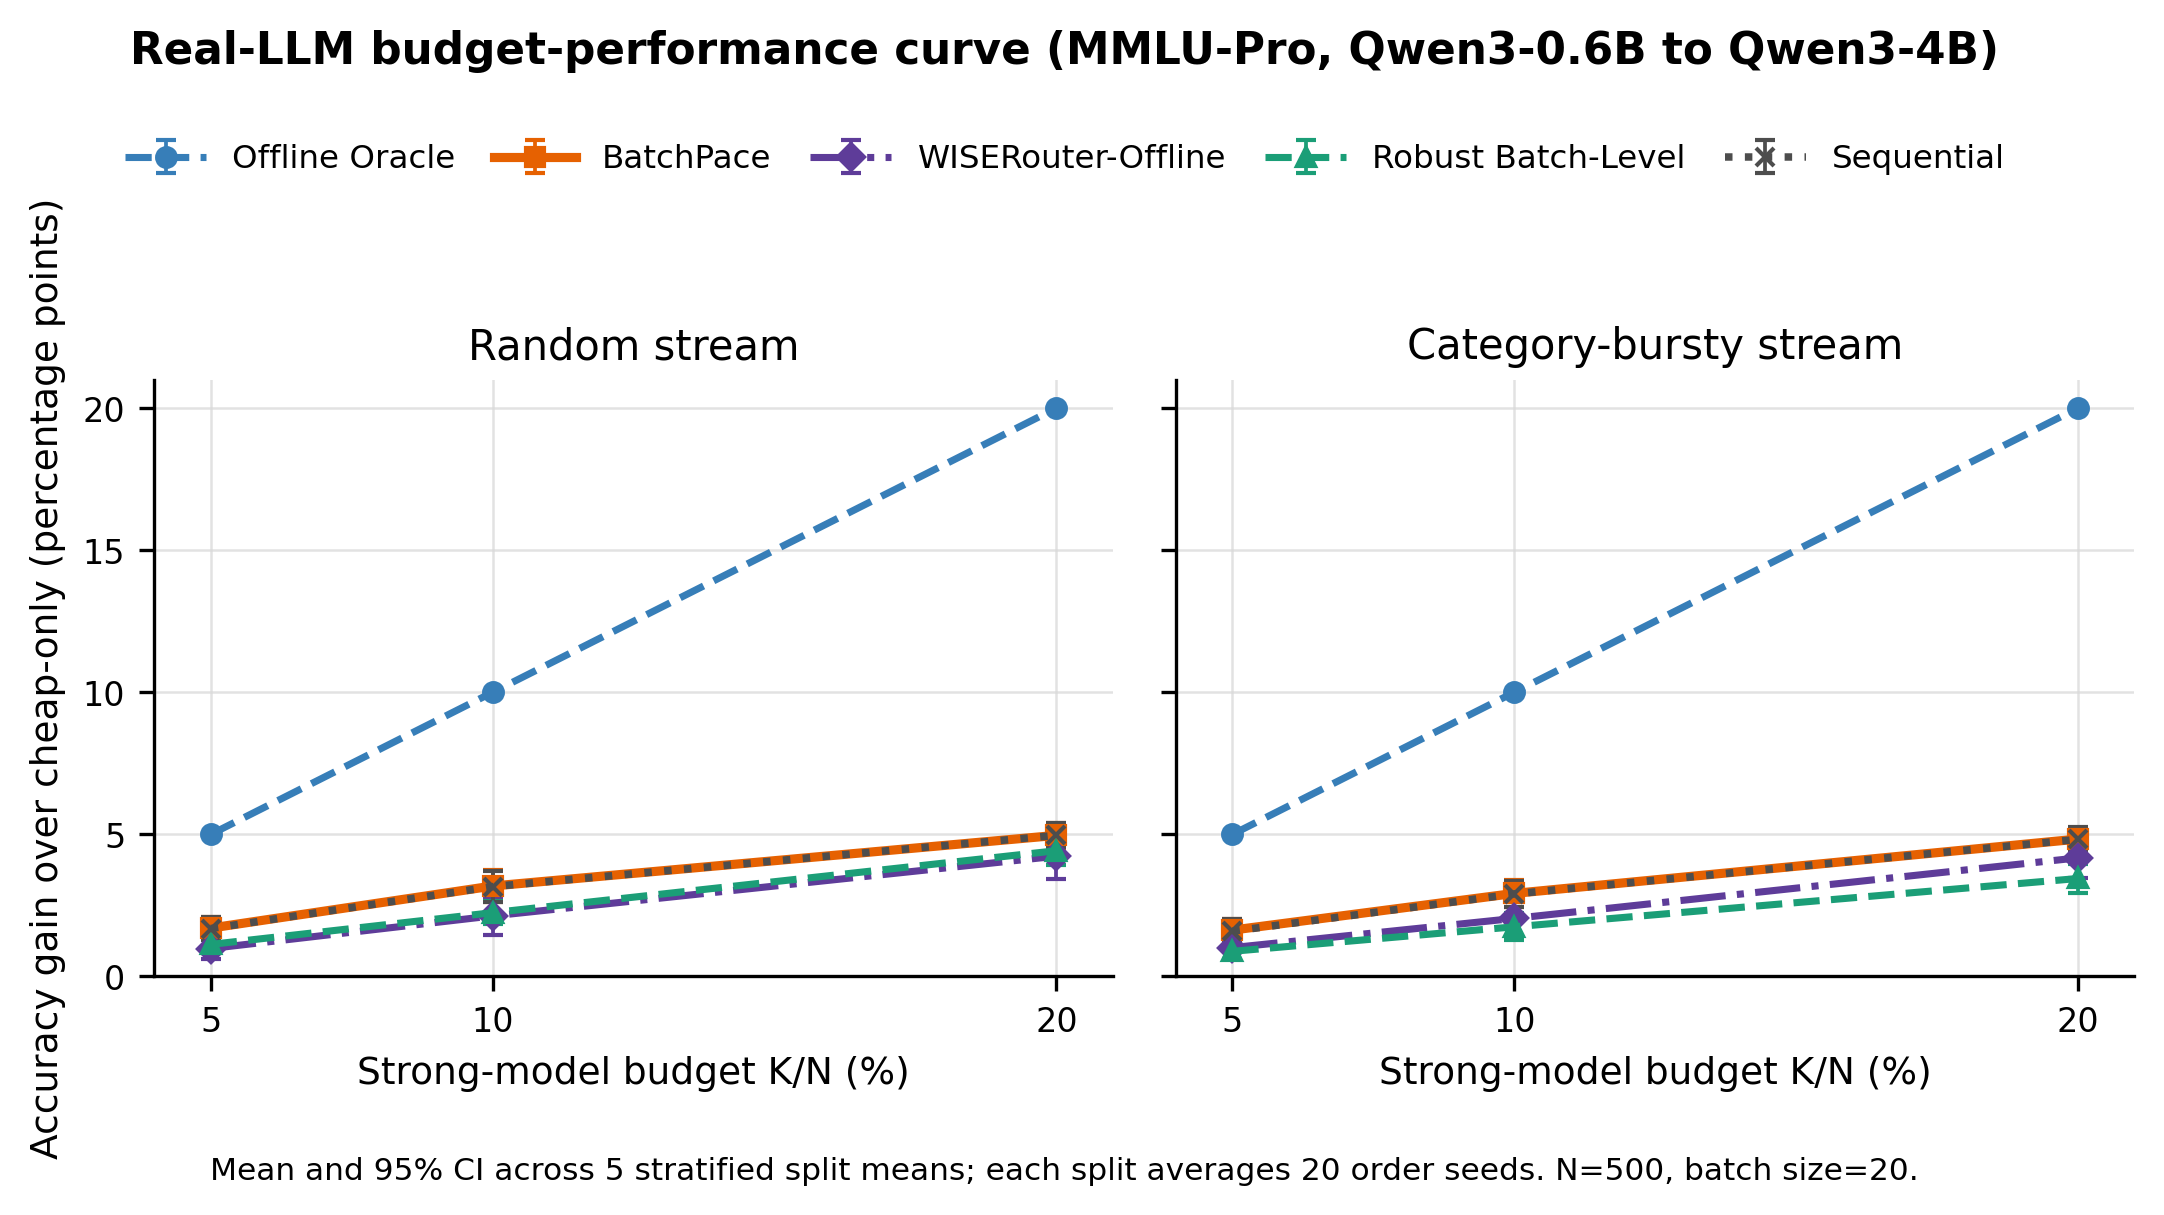 Real-LLM budget-performance curve (MMLU-Pro, Qwen3-0.6B to Qwen3-4B)
Offline Oracle
BatchPace
WISERouter-Offline
Robust Batch-Level
Sequential
Accuracy gain over cheap-only (percentage points)
Random stream
20
15
10
5
0
5
10
20
Strong-model budget K/N (%)
Category-bursty stream
5
10
20
Strong-model budget K/N (%)
Mean and 95% CI across 5 stratified split means; each split averages 20 order seeds. N=500, batch size=20.